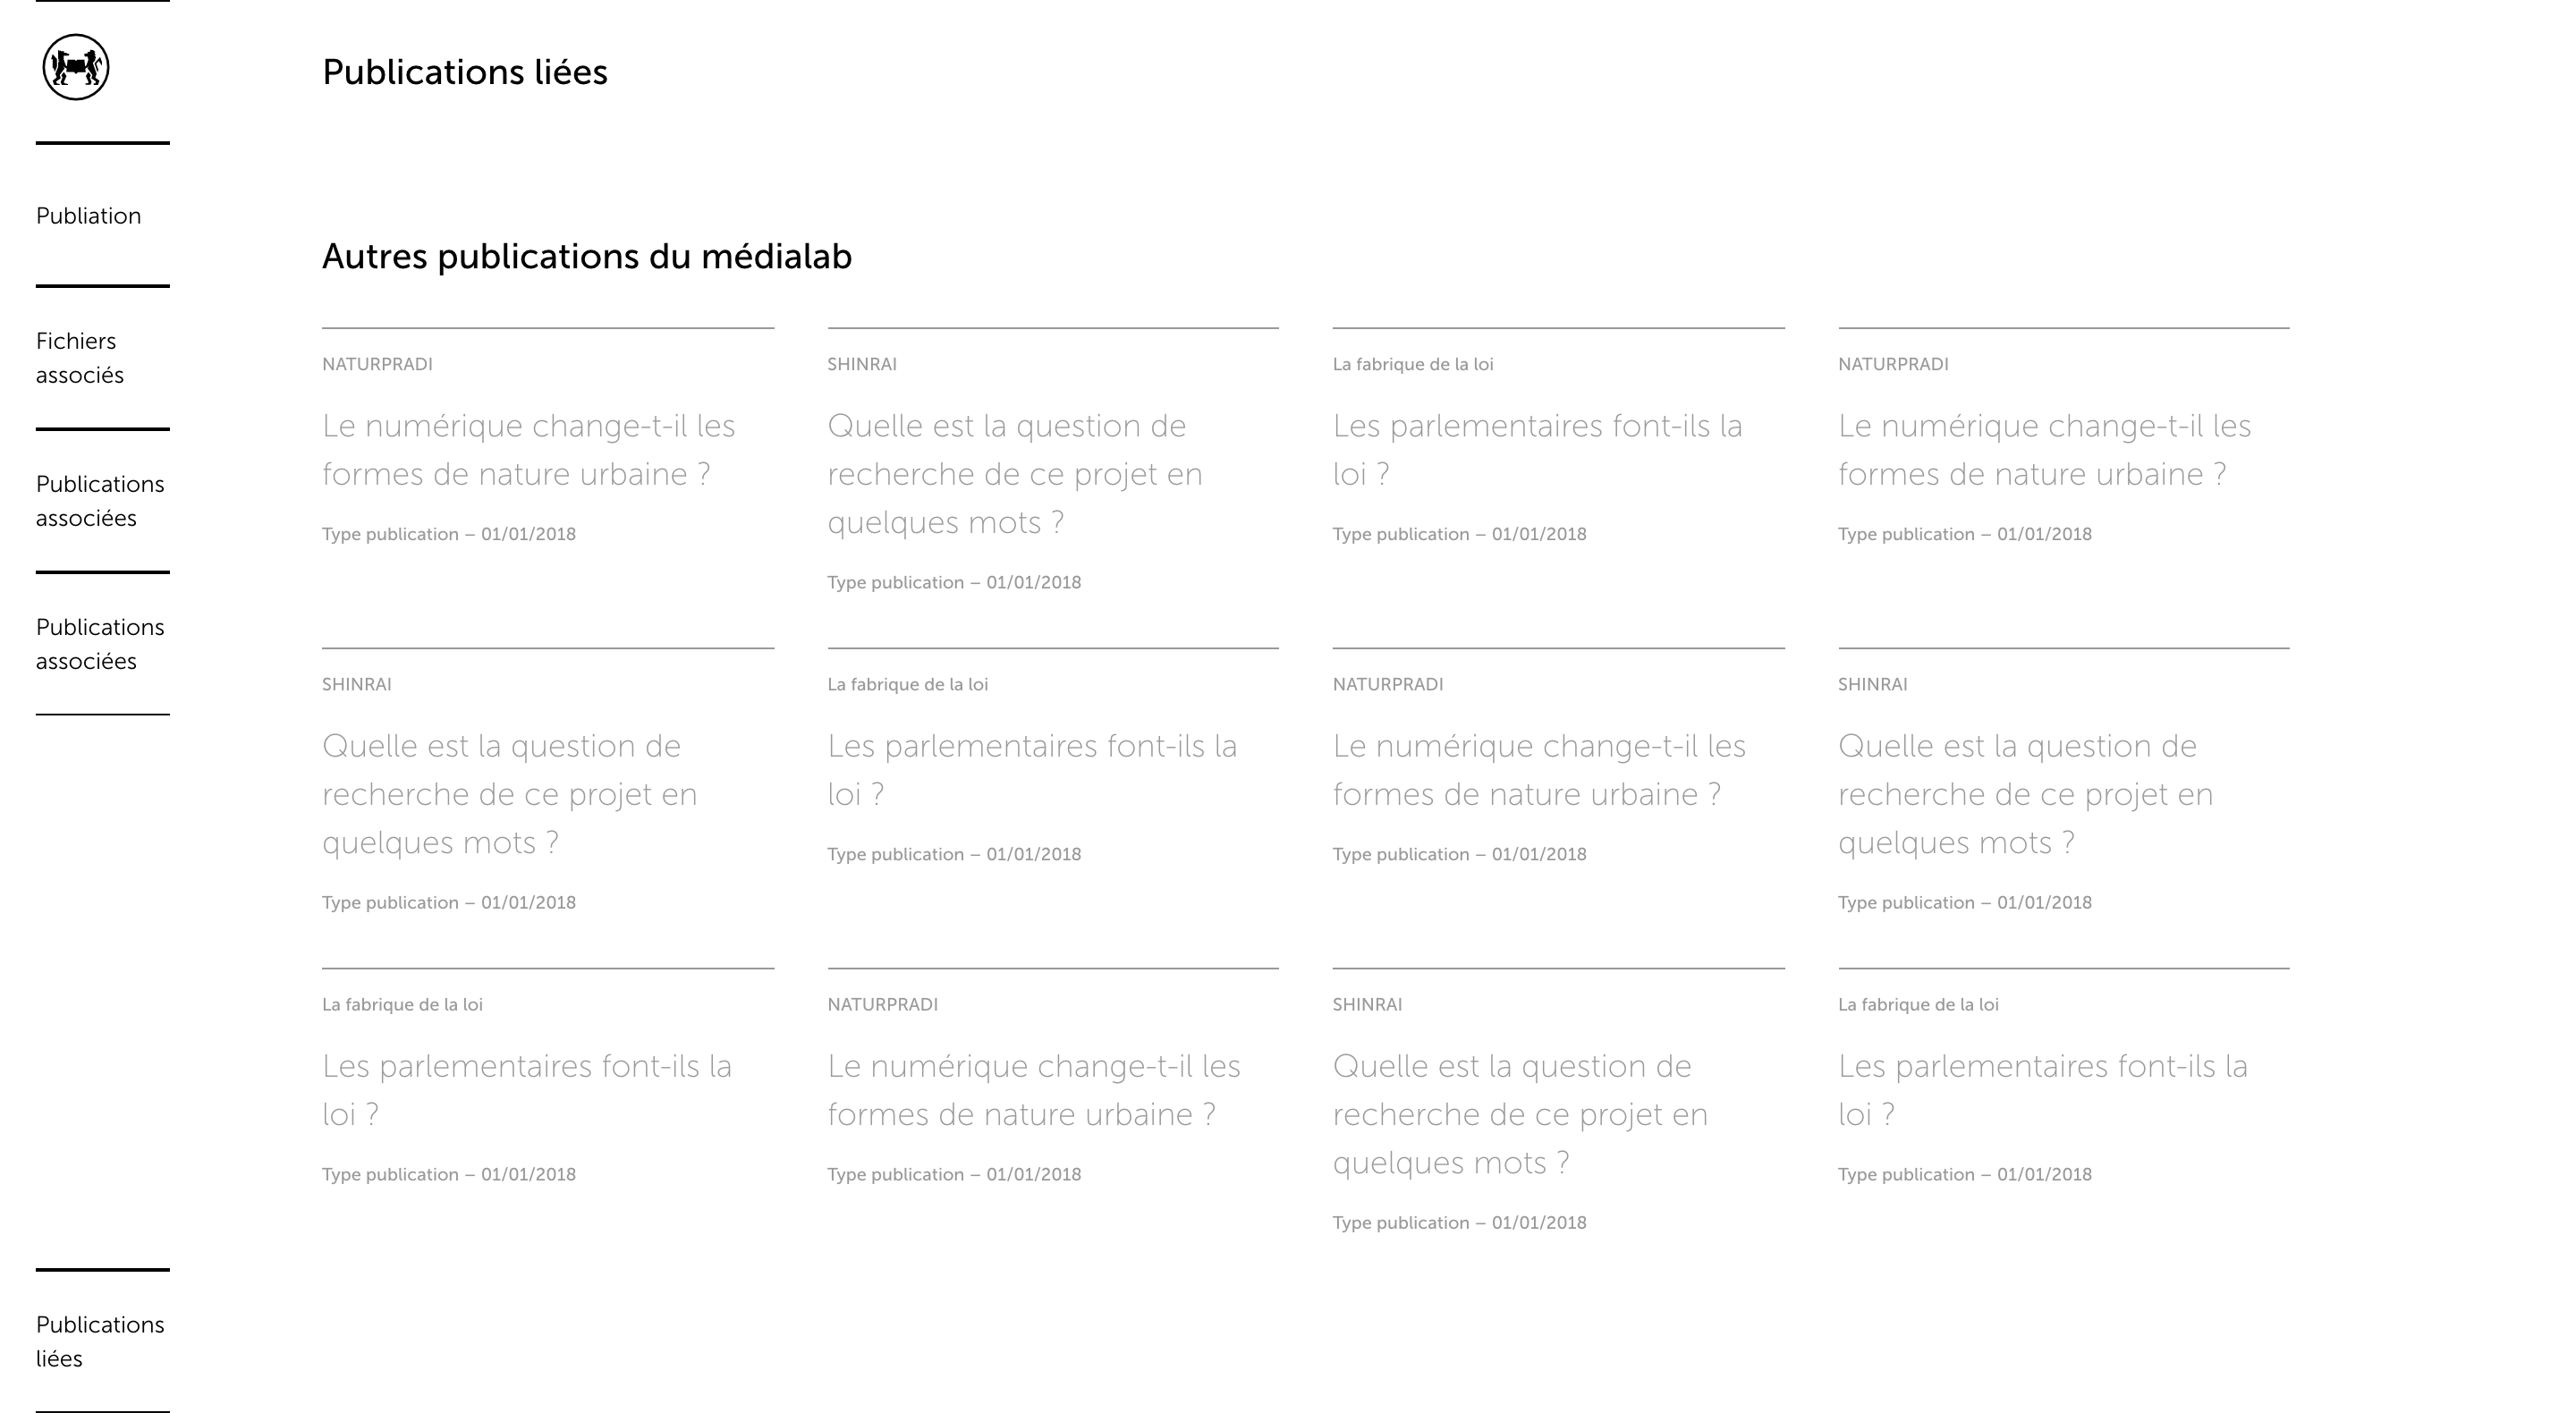 Publiation
Fichiers
associés
Publications
associées
Publications
associées
Publications
liées
Publications liées
Autres publications du médialab
NATURPRADI
Le numérique change-t-il les
formes de nature urbaine ?
Type publication – 01/01/2018
SHINRAI
Quelle est la question de
recherche de ce projet en
quelques mots ?
Type publication – 01/01/2018
La fabrique de la loi
Les parlementaires font-ils la
loi ?
Type publication – 01/01/2018
NATURPRADI
Le numérique change-t-il les
formes de nature urbaine ?
Type publication – 01/01/2018
SHINRAI
Quelle est la question de
recherche de ce projet en
quelques mots ?
Type publication – 01/01/2018
La fabrique de la loi
Les parlementaires font-ils la
loi ?
Type publication – 01/01/2018
NATURPRADI
Le numérique change-t-il les
formes de nature urbaine ?
Type publication – 01/01/2018
SHINRAI
Quelle est la question de
recherche de ce projet en
quelques mots ?
Type publication – 01/01/2018
La fabrique de la loi
Les parlementaires font-ils la
loi ?
Type publication – 01/01/2018
NATURPRADI
Le numérique change-t-il les
formes de nature urbaine ?
Type publication – 01/01/2018
SHINRAI
Quelle est la question de
recherche de ce projet en
quelques mots ?
Type publication – 01/01/2018
La fabrique de la loi
Les parlementaires font-ils la
loi ?
Type publication – 01/01/2018